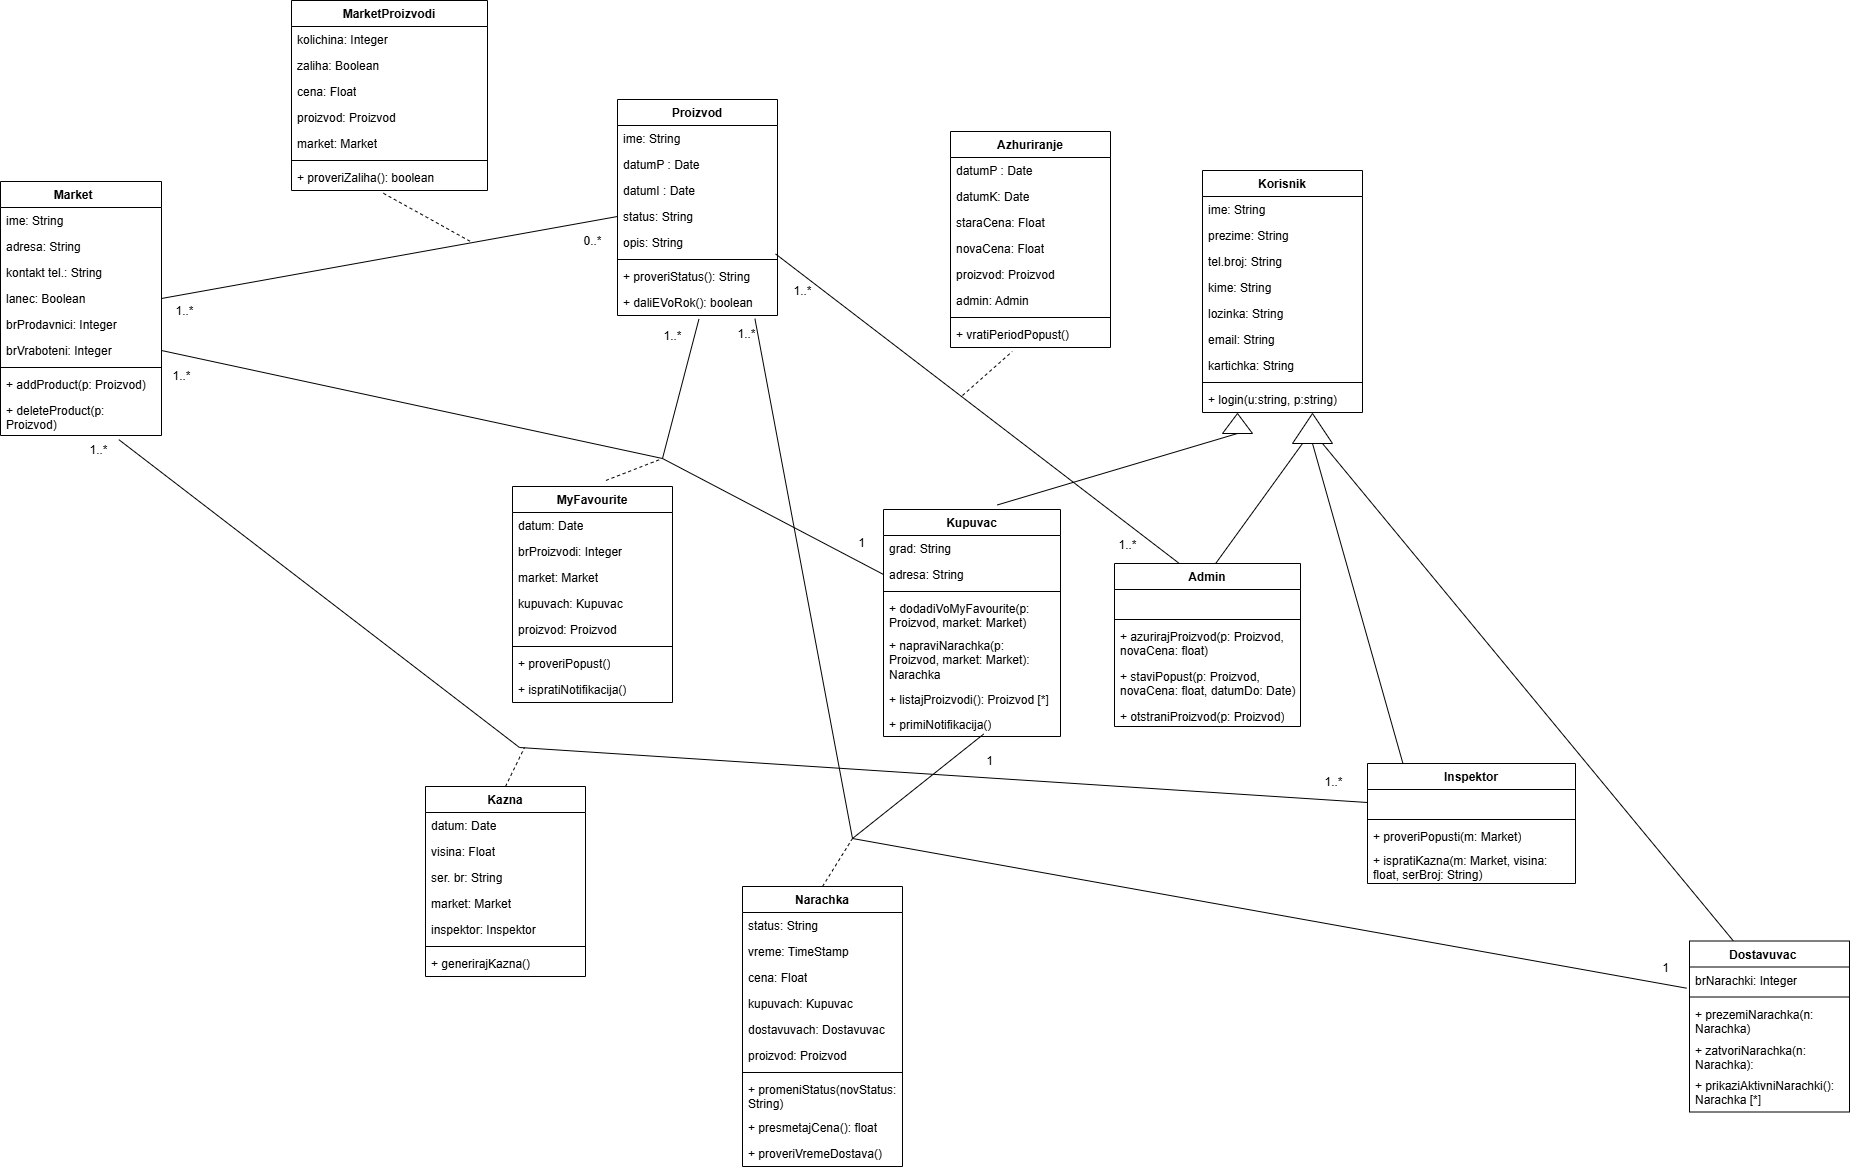 MarketProizvodi
kolichina: Integer
zaliha: Boolean
cena: Float
proizvod: Proizvod
market: Market
+ proveriZaliha(): boolean
Market
ime: String
adresa: String
kontakt tel.: String
lanec: Boolean
brProdavnici: Integer
brVraboteni: Integer
+ addProduct(p: Proizvod)
+ deleteProduct(p:
Proizvod)
Proizvod
ime: String
datumP : Date
datumI : Date
status: String
opis: String
+ proveriStatus(): String
+ daliEVoRok(): boolean
Azhuriranje
datumP : Date
datumK: Date
staraCena: Float
novaCena: Float
proizvod: Proizvod
admin: Admin
+ vratiPeriodPopust()
Korisnik
ime: String
prezime: String
tel.broj: String
kime: String
lozinka: String
email: String
kartichka: String
+ login(u:string, p:string)
0..*
1..*
1..*
1..*
1..*
1..*
1..*
MyFavourite
datum: Date
brProizvodi: Integer
market: Market
kupuvach: Kupuvac
proizvod: Proizvod
+ proveriPopust()
+ ispratiNotifikacija()
1
Kupuvac
grad: String
adresa: String
+ dodadiVoMyFavourite(p:
Proizvod, market: Market)
+ napraviNarachka(p:
Proizvod, market: Market):
Narachka
+ listajProizvodi(): Proizvod [*]
+ primiNotifikacija()
1
1..*
Admin
+ azurirajProizvod(p: Proizvod,
novaCena: float)
+ staviPopust(p: Proizvod,
novaCena: float, datumDo: Date)
+ otstraniProizvod(p: Proizvod)
1..*
Inspektor
+ proveriPopusti(m: Market)
+ ispratiKazna(m: Market, visina:
float, serBroj: String)
Kazna
datum: Date
visina: Float
ser. br: String
market: Market
inspektor: Inspektor
+ generirajKazna()
Narachka
status: String
vreme: TimeStamp
cena: Float
kupuvach: Kupuvac
dostavuvach: Dostavuvac
proizvod: Proizvod
+ promeniStatus(novStatus:
String)
+ presmetajCena(): float
+ proveriVremeDostava()
1
Dostavuvac
brNarachki: Integer
+ prezemiNarachka(n:
Narachka)
+ zatvoriNarachka(n:
Narachka):
+ prikaziAktivniNarachki():
Narachka [*]